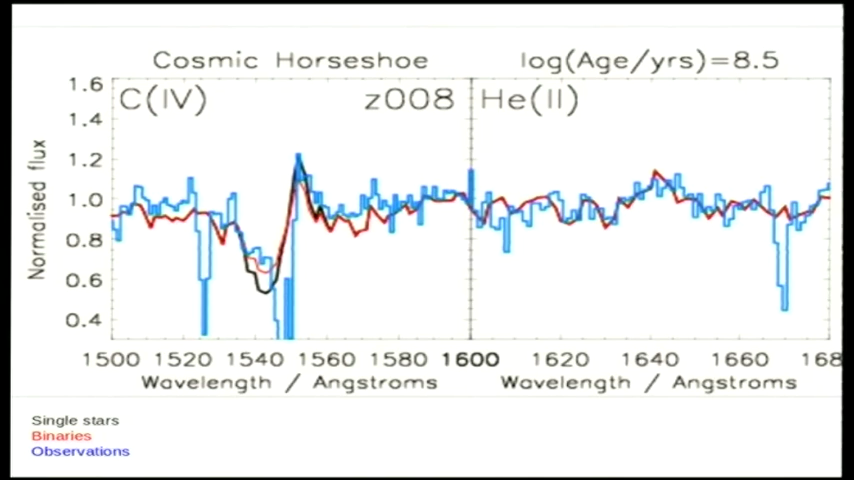 Cosmic Horseshoe log(Age/yrs)=8.5
1.6 C(IV) z008 He(II)
1.4
1.2
1.0
0.8
0.6
0.4
Normalised flux
1500 1520 1540 1560 1580 1600 1620 1640 1660 168
Wavelength / Angstroms Wavelength / Angstroms
Single stars
Binaries
Observations